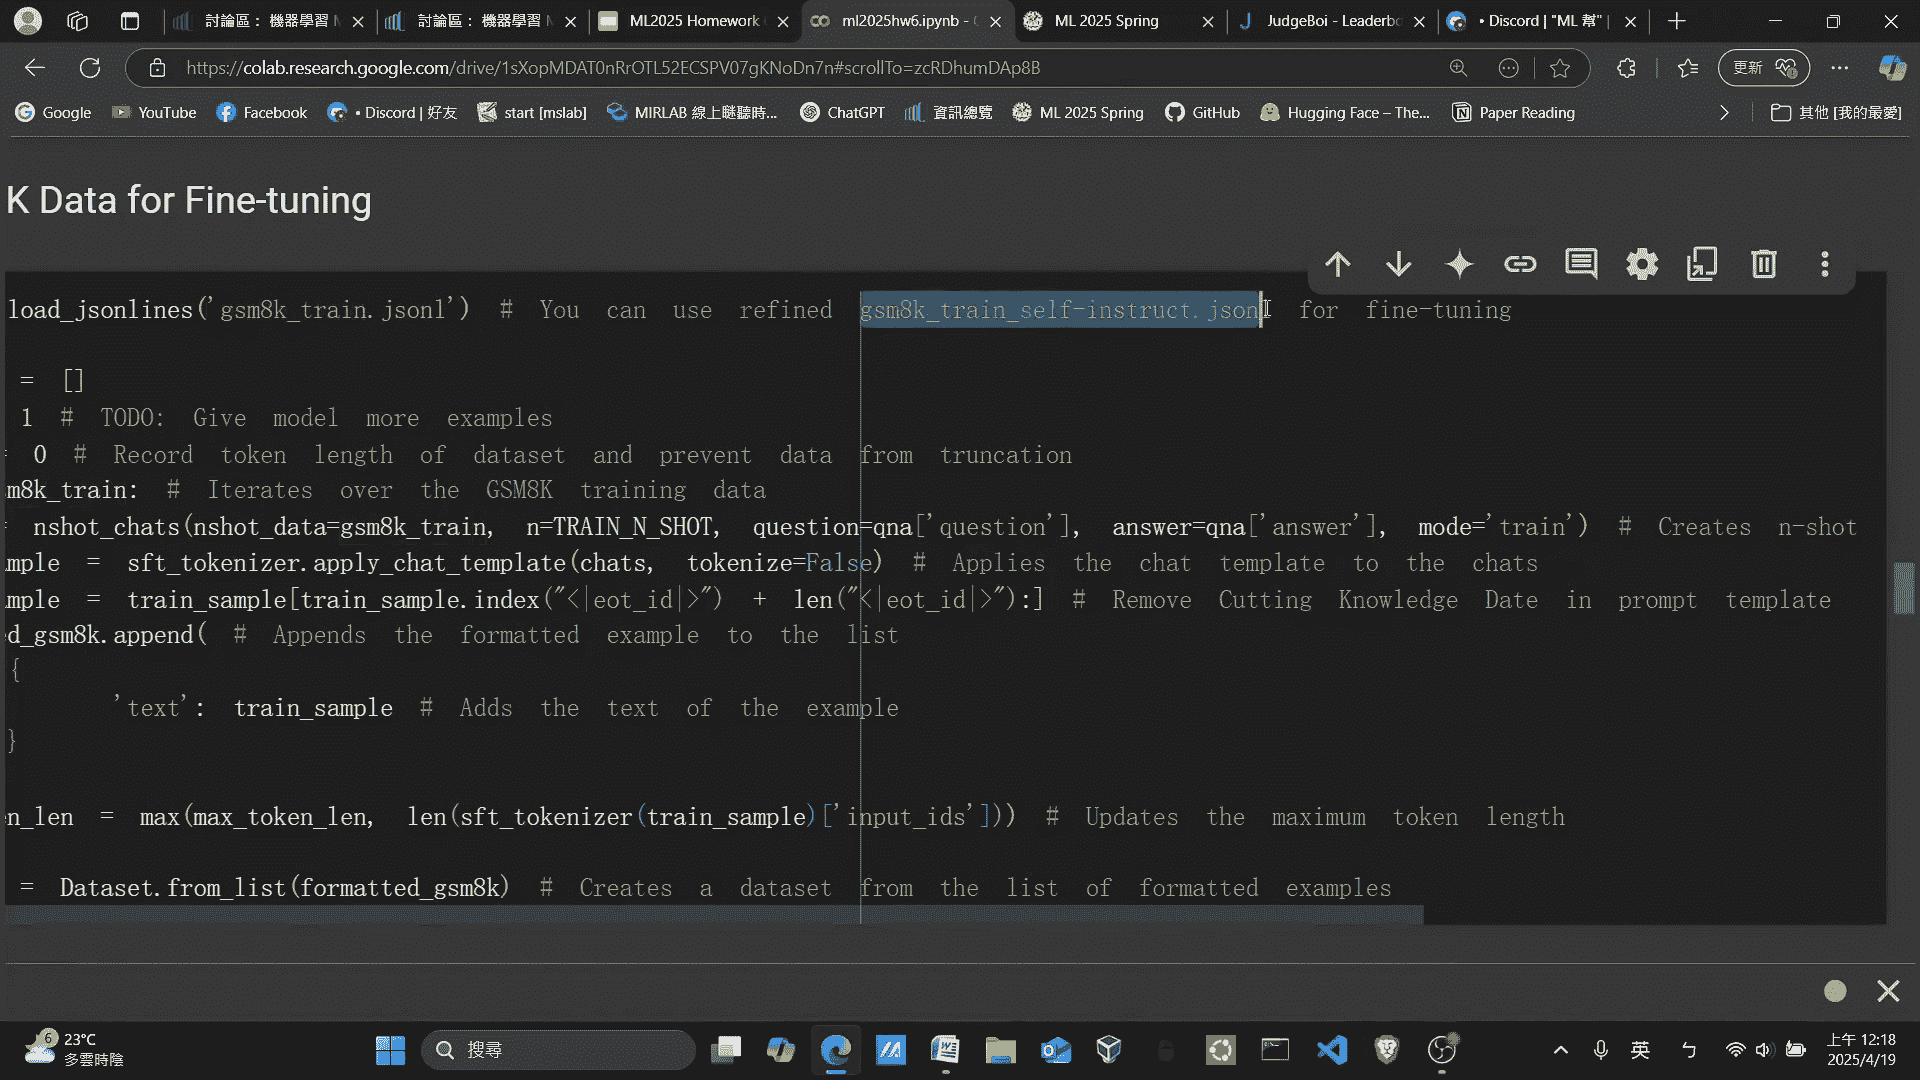 討論區： 機器學習
討論區： 機器學習
ML2025 Homework
ml2025hw6.ipynb -
ML 2025 Spring
JudgeBoi - Leaderbo
• Discord | "ML 幫" |
https://colab.research.google.com/drive/1sXopMDAT0nRrOTL52ECSPV07gKNoDn7n#scrollTo=zcRDhumDAp8B
更新
Google
YouTube
Facebook
• Discord | 好友
start [mslab]
MIRLAB 線上瞇聽時...
ChatGPT
資訊總覽
ML 2025 Spring
GitHub
Hugging Face – The...
Paper Reading
其他 [我的最愛]
K Data for Fine-tuning
load_jsonlines('gsm8k_train.jsonl') # You can use refined gsm8k_train_self-instruct.jsonl for fine-tuning
= []
1 # TODO: Give model more examples
0 # Record token length of dataset and prevent data from truncation
m8k_train: # Iterates over the GSM8K training data
= nshot_chats(nshot_data=gsm8k_train, n=TRAIN_N_SHOT, question=qna['question'], answer=qna['answer'], mode='train') # Creates n-shot
mple = sft_tokenizer.apply_chat_template(chats, tokenize=False) # Applies the chat template to the chats
mple = train_sample[train_sample.index("<|eot_id|>") + len("<|eot_id|>"):] # Remove Cutting Knowledge Date in prompt template
d_gsm8k.append( # Appends the formatted example to the list
{
'text': train_sample # Adds the text of the example
}
n_len = max(max_token_len, len(sft_tokenizer(train_sample)['input_ids'])) # Updates the maximum token length
= Dataset.from_list(formatted_gsm8k) # Creates a dataset from the list of formatted examples
6
23°C
多雲時陰
搜尋
英
ㄅ
上午 12:18
2025/4/19